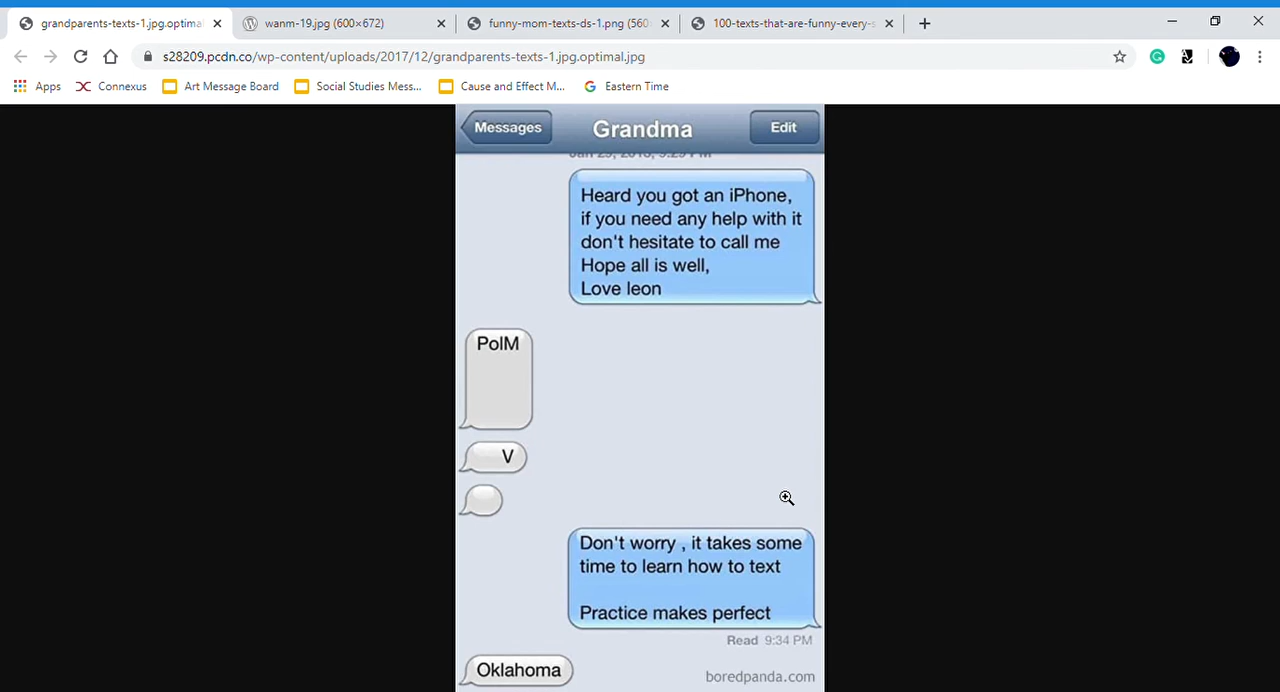 grandparents-texts-1.jpg.optimal
wanm-19.jpg (600×672)
funny-mom-texts-ds-1.png (560
100-texts-that-are-funny-every-s
s28209.pcdn.co/wp-content/uploads/2017/12/grandparents-texts-1.jpg.optimal.jpg
Apps
Connexus
Art Message Board
Social Studies Mess...
Cause and Effect M...
Eastern Time
Messages
Grandma
Edit
Heard you got an iPhone,
if you need any help with it
don't hesitate to call me
Hope all is well,
Love leon
PolM
V
Don't worry , it takes some
time to learn how to text
Practice makes perfect
Read 9:34 PM
Oklahoma
boredpanda.com